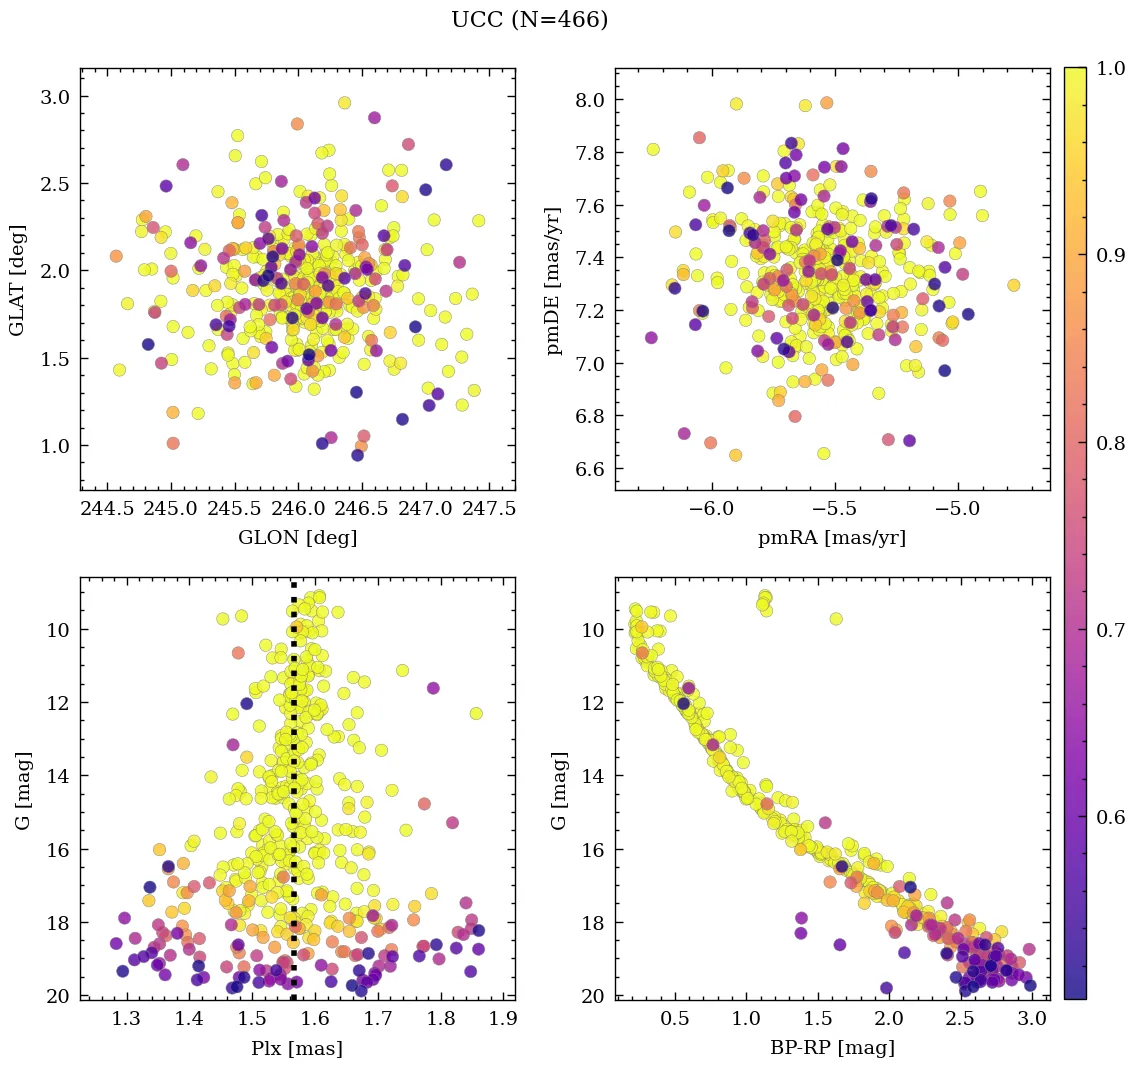 UCC (N=466)
3.0
2.5
2.0
1.5
1.0
GLAT [deg]
244.5 245.0 245.5 246.0 246.5 247.0 247.5
GLON [deg]
8.0
7.8
7.6
7.4
7.2
7.0
6.8
6.6
pmDE [mas/yr]
−6.0 −5.5 −5.0
pmRA [mas/yr]
1.0
0.9
0.8
0.7
0.6
10
12
14
16
18
20
G [mag]
1.3 1.4 1.5 1.6 1.7 1.8 1.9
Plx [mas]
10
12
14
16
18
20
G [mag]
0.5 1.0 1.5 2.0 2.5 3.0
BP-RP [mag]